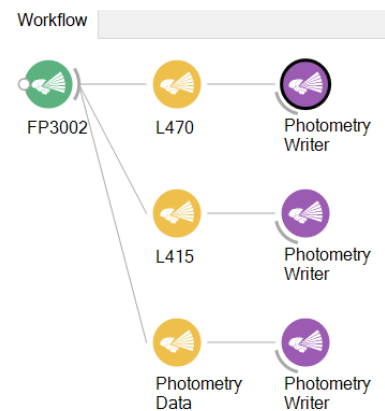 Workflow
FP3002
L470
Photometry
Writer
L415
Photometry
Writer
Photometry
Data
Photometry
Writer